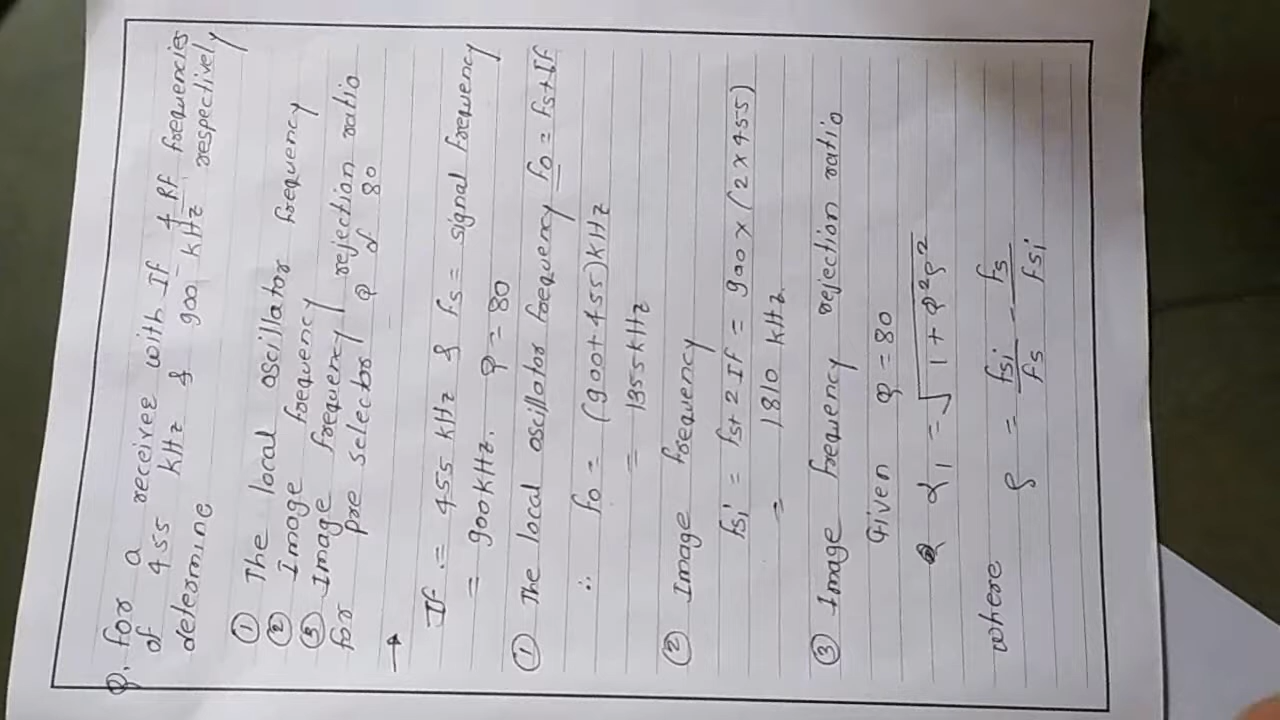 Q. For a receiver with IF & RF frequencies
of 455 kHz & 900 kHz respectively
determine
① The local oscillator frequency
② Image frequency
③ Image frequency rejection ratio
for pre selector Q of 80
→ IF = 455 kHz & fs = signal frequency
= 900 kHz. Q = 80
① The local oscillator frequency fo = fs + IF
∴ fo = (900 + 455) kHz
= 1355 kHz
② Image frequency
fsi = fs + 2 IF = 900 × (2 × 455)
= 1810 kHz
③ Image frequency rejection ratio
Given Q = 80
α1 = √1 + Q²ρ²
where ρ = fsi/fs - fs/fsi